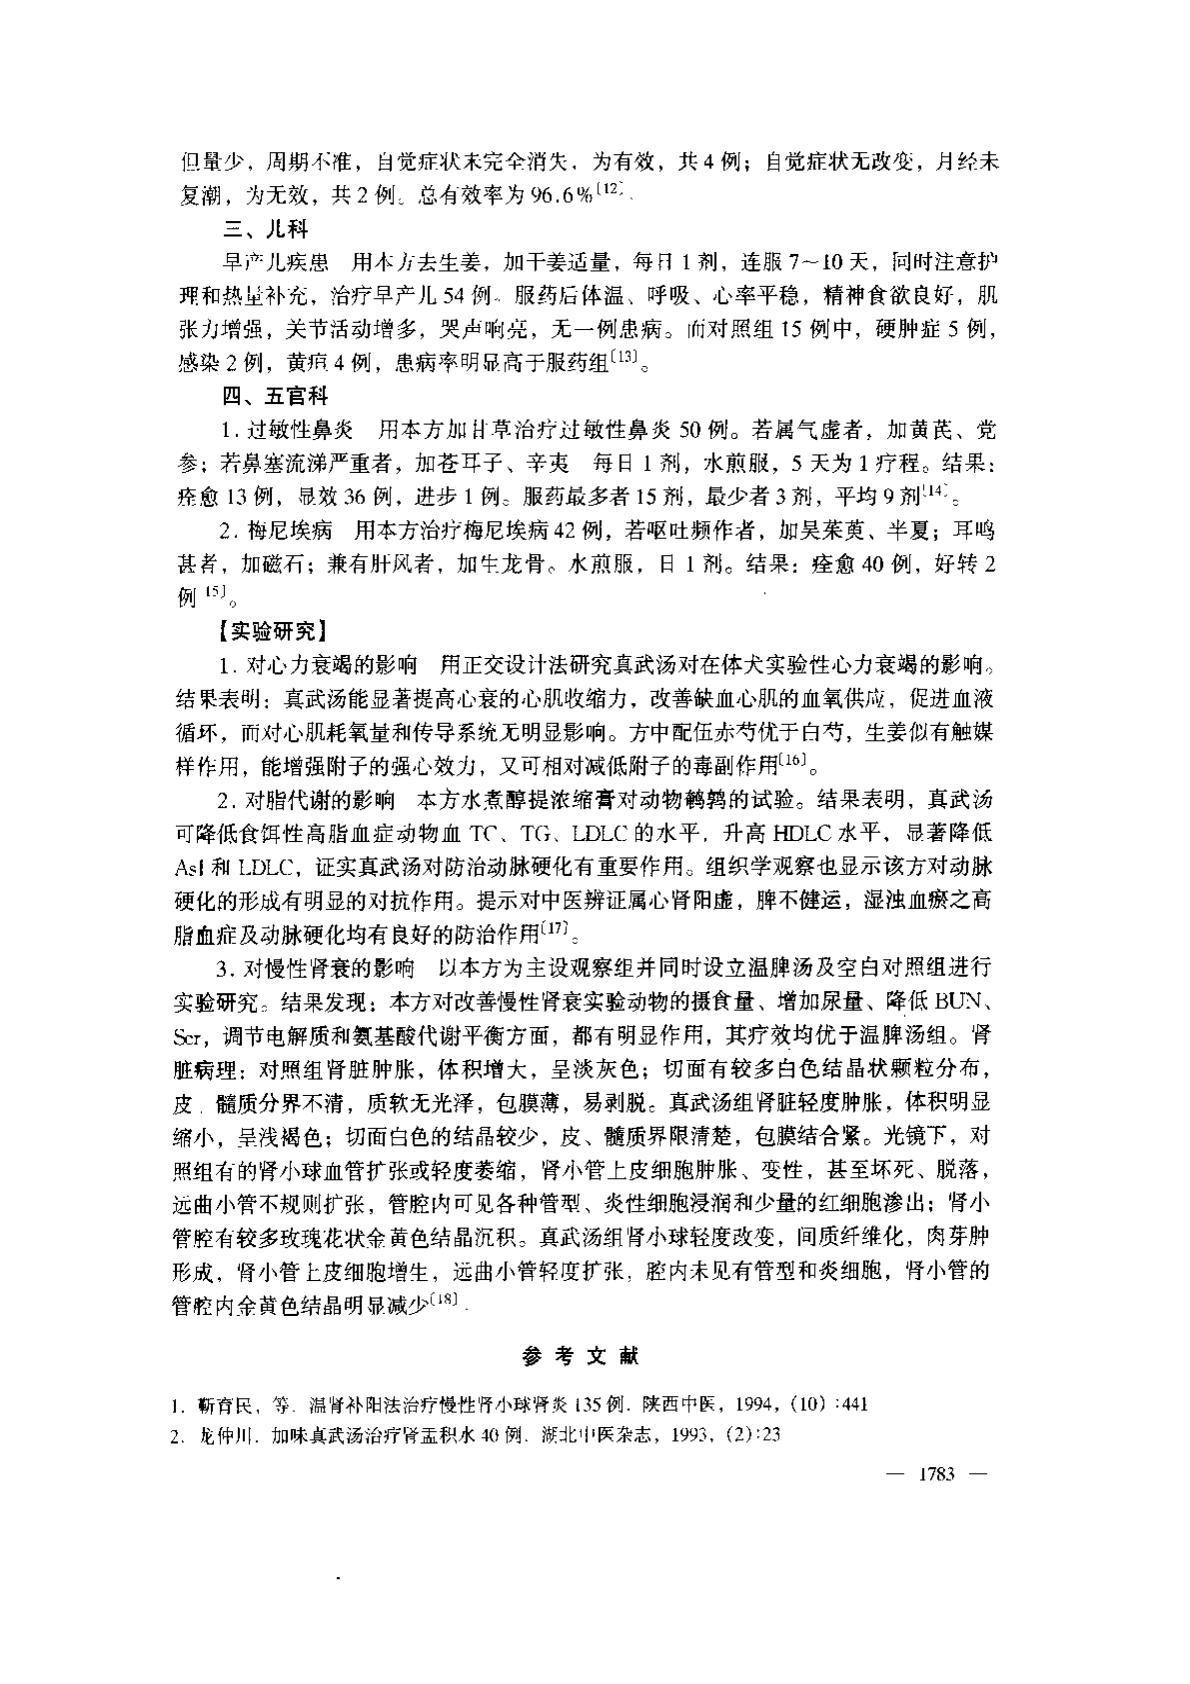 但量少，周期不准，自觉症状未完全消失，为有效，共 4 例；自觉症状无改变，月经未
复潮，为无效，共 2 例。总有效率为 96.6%〔12〕.
三、儿科
早产儿疾患　用本方去生姜，加干姜适量，每日 1 剂，连服 7～10 天，同时注意护
理和热量补充，治疗早产儿 54 例。服药后体温、呼吸、心率平稳，精神食欲良好，肌
张力增强，关节活动增多，哭声响亮，无一例患病。而对照组 15 例中，硬肿症 5 例，
感染 2 例，黄疸 4 例，患病率明显高于服药组〔13〕。
四、五官科
1. 过敏性鼻炎　用本方加甘草治疗过敏性鼻炎 50 例。若属气虚者，加黄芪、党
参；若鼻塞流涕严重者，加苍耳子、辛夷　每日 1 剂，水煎服，5 天为 1 疗程。结果：
痊愈 13 例，显效 36 例，进步 1 例。服药最多者 15 剂，最少者 3 剂，平均 9 剂〔14〕。
2. 梅尼埃病　用本方治疗梅尼埃病 42 例，若呕吐频作者，加吴茱萸、半夏；耳鸣
甚者，加磁石；兼有肝风者，加生龙骨。水煎服，日 1 剂。结果：痊愈 40 例，好转 2
例〔15〕。
【实验研究】
1. 对心力衰竭的影响　用正交设计法研究真武汤对在体犬实验性心力衰竭的影响。
结果表明：真武汤能显著提高心衰的心肌收缩力，改善缺血心肌的血氧供应，促进血液
循环，而对心肌耗氧量和传导系统无明显影响。方中配伍赤芍优于白芍，生姜似有触媒
样作用，能增强附子的强心效力，又可相对减低附子的毒副作用〔16〕。
2. 对脂代谢的影响　本方水煮醇提浓缩膏对动物鹌鹑的试验。结果表明，真武汤
可降低食饵性高脂血症动物血 TC、TG、LDLC 的水平，升高 HDLC 水平，显著降低
AsI 和 LDLC，证实真武汤对防治动脉硬化有重要作用。组织学观察也显示该方对动脉
硬化的形成有明显的对抗作用。提示对中医辨证属心肾阳虚，脾不健运，湿浊血瘀之高
脂血症及动脉硬化均有良好的防治作用〔17〕。
3. 对慢性肾衰的影响　以本方为主设观察组并同时设立温脾汤及空白对照组进行
实验研究。结果发现：本方对改善慢性肾衰实验动物的摄食量、增加尿量、降低 BUN、
Scr，调节电解质和氨基酸代谢平衡方面，都有明显作用，其疗效均优于温脾汤组。肾
脏病理：对照组肾脏肿胀，体积增大，呈淡灰色；切面有较多白色结晶状颗粒分布，
皮、髓质分界不清，质软无光泽，包膜薄，易剥脱。真武汤组肾脏轻度肿胀，体积明显
缩小，呈浅褐色；切面白色的结晶较少，皮、髓质界限清楚，包膜结合紧。光镜下，对
照组有的肾小球血管扩张或轻度萎缩，肾小管上皮细胞肿胀、变性，甚至坏死、脱落，
远曲小管不规则扩张，管腔内可见各种管型、炎性细胞浸润和少量的红细胞渗出；肾小
管腔有较多玫瑰花状金黄色结晶沉积。真武汤组肾小球轻度改变，间质纤维化，肉芽肿
形成，肾小管上皮细胞增生，远曲小管轻度扩张，腔内未见有管型和炎细胞，肾小管的
管腔内金黄色结晶明显减少〔18〕.
参 考 文 献
1. 靳育民，等. 温肾补阳法治疗慢性肾小球肾炎 135 例. 陕西中医，1994，(10)：441
2. 龙仲川. 加味真武汤治疗肾盂积水 40 例. 湖北中医杂志，1993，(2)：23
— 1783 —